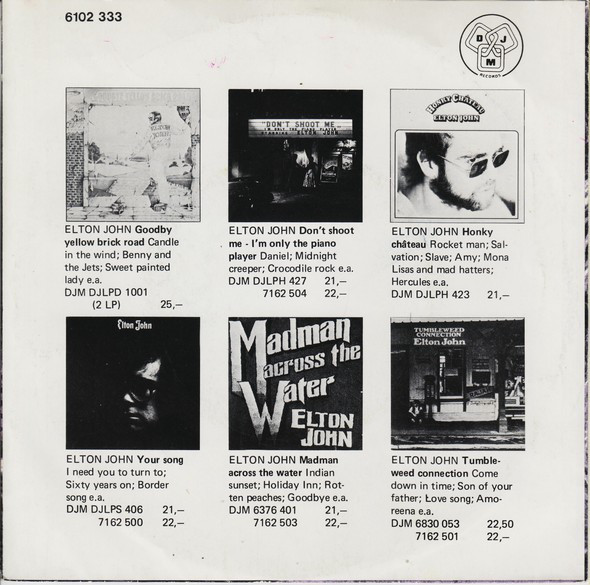 6102 333
D J
M
RECORDS
"DON'T SHOOT ME
I'M ONLY THE PIANO PLAYER
STARRING ELTON JOHN
HONKY CHÂTEAU
ELTON JOHN
ELTON JOHN Goodby
yellow brick road Candle
in the wind; Benny and
the Jets; Sweet painted
lady e.a.
DJM DJLPD 1001
(2 LP) 25,—
ELTON JOHN Don't shoot
me - I'm only the piano
player Daniel; Midnight
creeper; Crocodile rock e.a.
DJM DJLPH 427 21,—
7162 504 22,—
ELTON JOHN Honky
château Rocket man; Sal-
vation; Slave; Amy; Mona
Lisas and mad hatters;
Hercules e.a.
DJM DJLPH 423 21,—
Elton John
Madman
across the
Water
ELTON
JOHN
TUMBLEWEED
CONNECTION
Elton John
ELTON JOHN Your song
I need you to turn to;
Sixty years on; Border
song e.a.
DJM DJLPS 406 21,—
7162 500 22,—
ELTON JOHN Madman
across the water Indian
sunset; Holiday Inn; Rot-
ten peaches; Goodbye e.a.
DJM 6376 401 21,—
7162 503 22,—
ELTON JOHN Tumble-
weed connection Come
down in time; Son of your
father; Love song; Amo-
reena e.a.
DJM 6830 053 22,50
7162 501 22,—